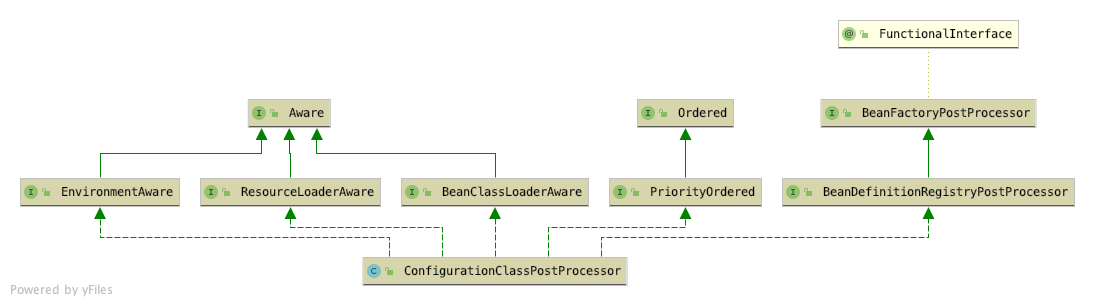 @ FunctionalInterface
I Aware
I Ordered
I BeanFactoryPostProcessor
I EnvironmentAware
I ResourceLoaderAware
I BeanClassLoaderAware
I PriorityOrdered
I BeanDefinitionRegistryPostProcessor
C ConfigurationClassPostProcessor
Powered by yFiles